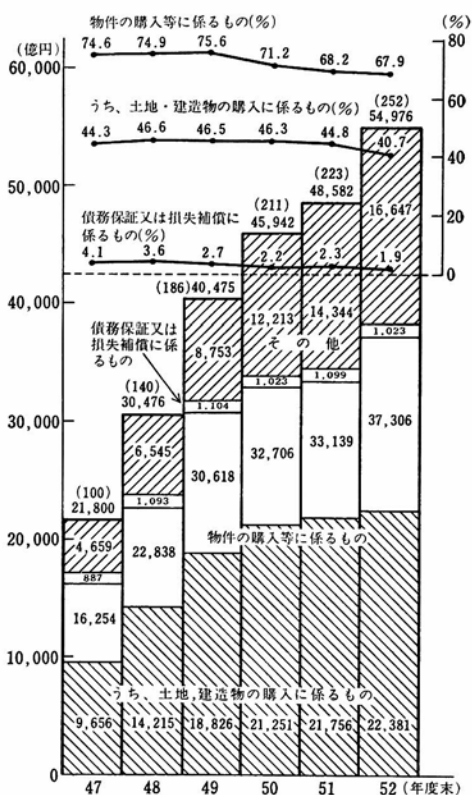 物件の購入等に係るもの(%)
(%)
(億円)
74.6 74.9 75.6 71.2 68.2 67.9
80
60,000
うち、土地・建造物の購入に係るもの(%)
(252)
54,976
60
44.3 46.6 46.5 46.3 44.8 40.7
40
50,000
(223)
48,582
(211)
45,942
16,647
20
債務保証又は損失補償に
係るもの(%)
4.1 3.6 2.7 2.2 2.3 1.9
0
(186)40,475
40,000
12,213 14,344
その他
債務保証又は
損失補償に係
るもの
8,753
1,023
(140)
30,476
1,023 1,099
1,104
37,306
30,000
6,545
30,618 32,706 33,139
1,093
(100)
21,800
22,838
20,000
物件の購入等に係るもの
4,659
887
16,254
10,000
うち、土地,建造物の購入に係るもの
9,656 14,215 18,826 21,251 21,756 22,381
0
47 48 49 50 51 52 (年度末)